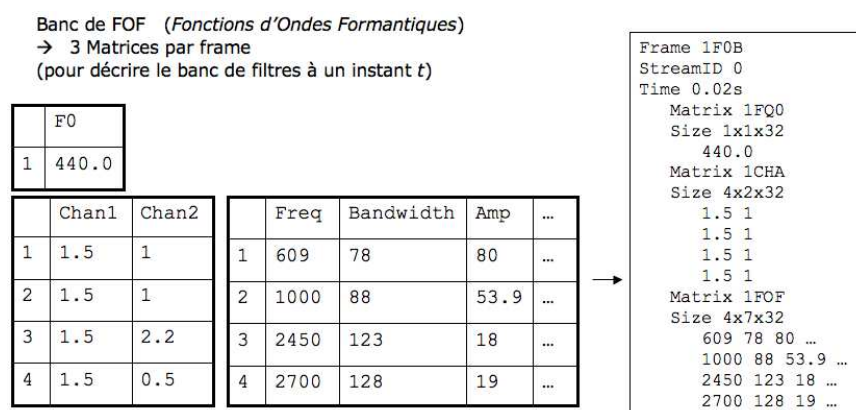 Banc de FOF (Fonctions d'Ondes Formantiques)
→ 3 Matrices par frame
(pour décrire le banc de filtres à un instant t)
F0
1 440.0
Chan1 Chan2
1 1.5 1
2 1.5 1
3 1.5 2.2
4 1.5 0.5
Freq Bandwidth Amp …
1 609 78 80 …
2 1000 88 53.9 …
3 2450 123 18 …
4 2700 128 19 …
Frame 1F0B
StreamID 0
Time 0.02s
Matrix 1FQ0
Size 1x1x32
440.0
Matrix 1CHA
Size 4x2x32
1.5 1
1.5 1
1.5 1
1.5 1
Matrix 1FOF
Size 4x7x32
609 78 80 …
1000 88 53.9 …
2450 123 18 …
2700 128 19 …